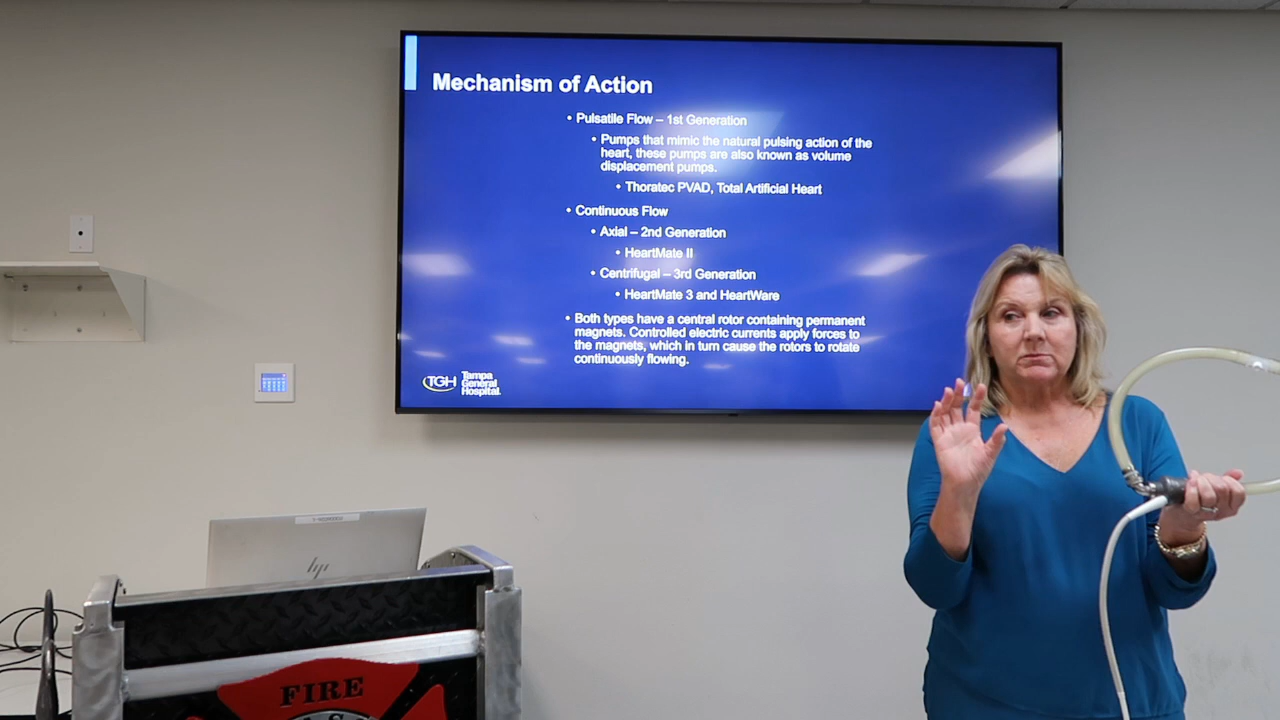 Mechanism of Action
• Pulsatile Flow – 1st Generation
• Pumps that mimic the natural pulsing action of the
heart, these pumps are also known as volume
displacement pumps.
• Thoratec PVAD, Total Artificial Heart
• Continuous Flow
• Axial – 2nd Generation
• HeartMate II
• Centrifugal – 3rd Generation
• HeartMate 3 and HeartWare
• Both types have a central rotor containing permanent
magnets. Controlled electric currents apply forces to
the magnets, which in turn cause the rotors to rotate
continuously flowing.
TGH
Tampa
General
Hospital.
hp
FIRE